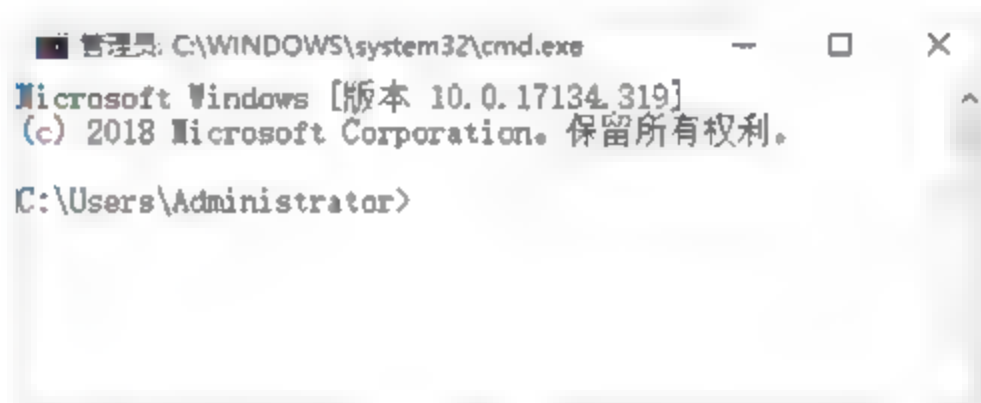 管理员: C:\WINDOWS\system32\cmd.exe
Microsoft Windows [版本 10.0.17134.319]
(c) 2018 Microsoft Corporation。保留所有权利。
C:\Users\Administrator>